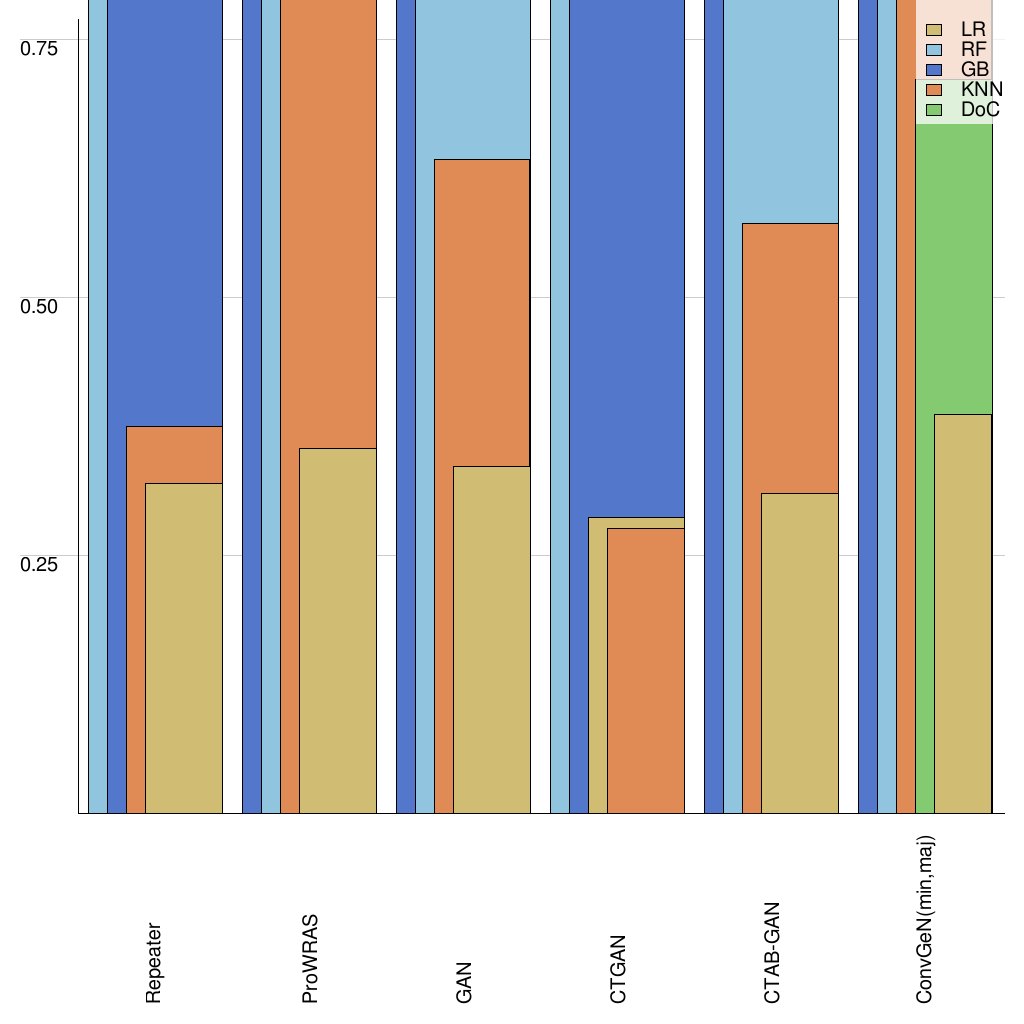 0.75
0.50
0.25
LR
RF
GB
KNN
DoC
Repeater
ProWRAS
GAN
CTGAN
CTAB-GAN
ConvGeN(min,maj)